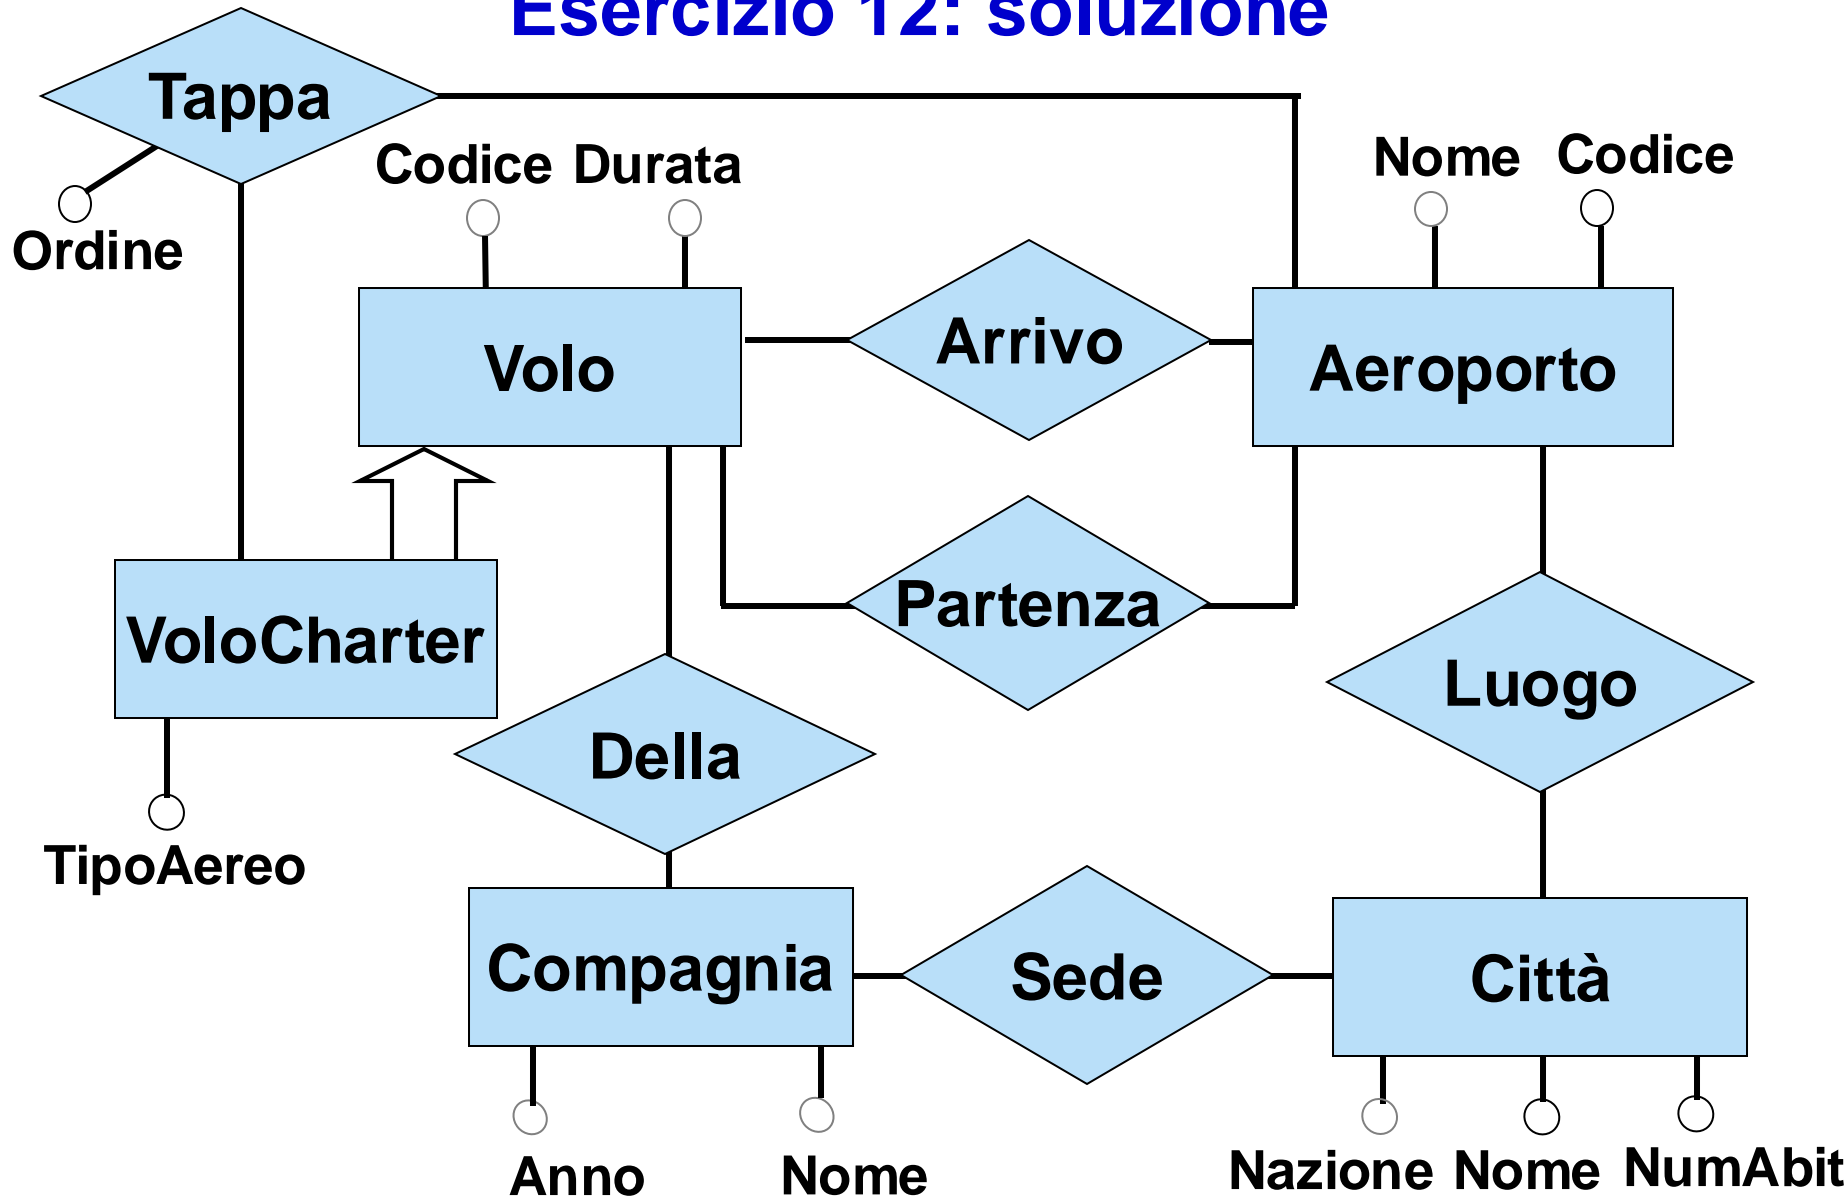 Esercizio 12: soluzione
Tappa
Codice Durata
Nome Codice
Ordine
Arrivo
Volo
Aeroporto
Partenza
VoloCharter
Luogo
Della
TipoAereo
Compagnia
Sede
Città
Anno
Nome
Nazione Nome NumAbit